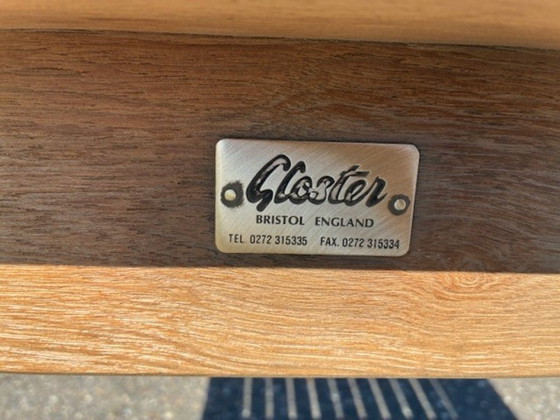 Gloster
BRISTOL ENGLAND
TEL. 0272 315335 FAX. 0272 315334